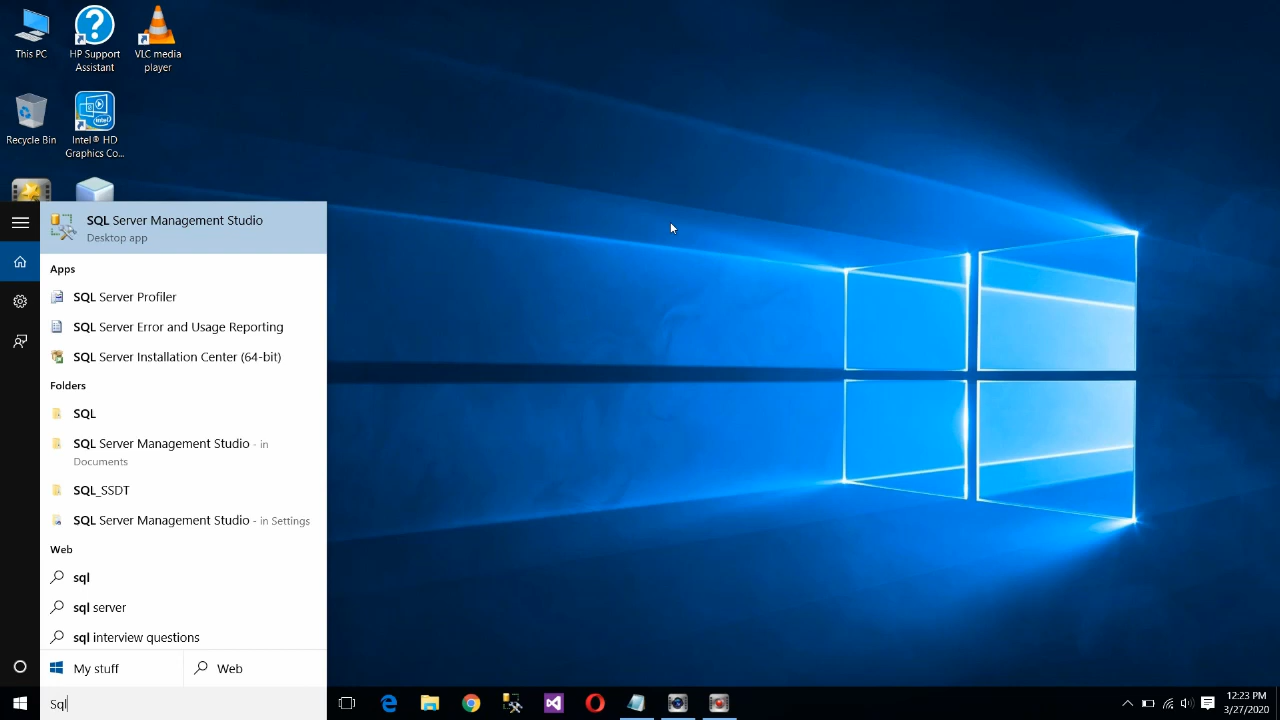 This PC
HP Support
Assistant
VLC media
player
Recycle Bin
Intel® HD
Graphics Co...
SQL Server Management Studio
Desktop app
Apps
SQL Server Profiler
SQL Server Error and Usage Reporting
SQL Server Installation Center (64-bit)
Folders
SQL
SQL Server Management Studio - in
Documents
SQL_SSDT
SQL Server Management Studio - in Settings
Web
sql
sql server
sql interview questions
My stuff
Web
Sql
12:23 PM
3/27/2020